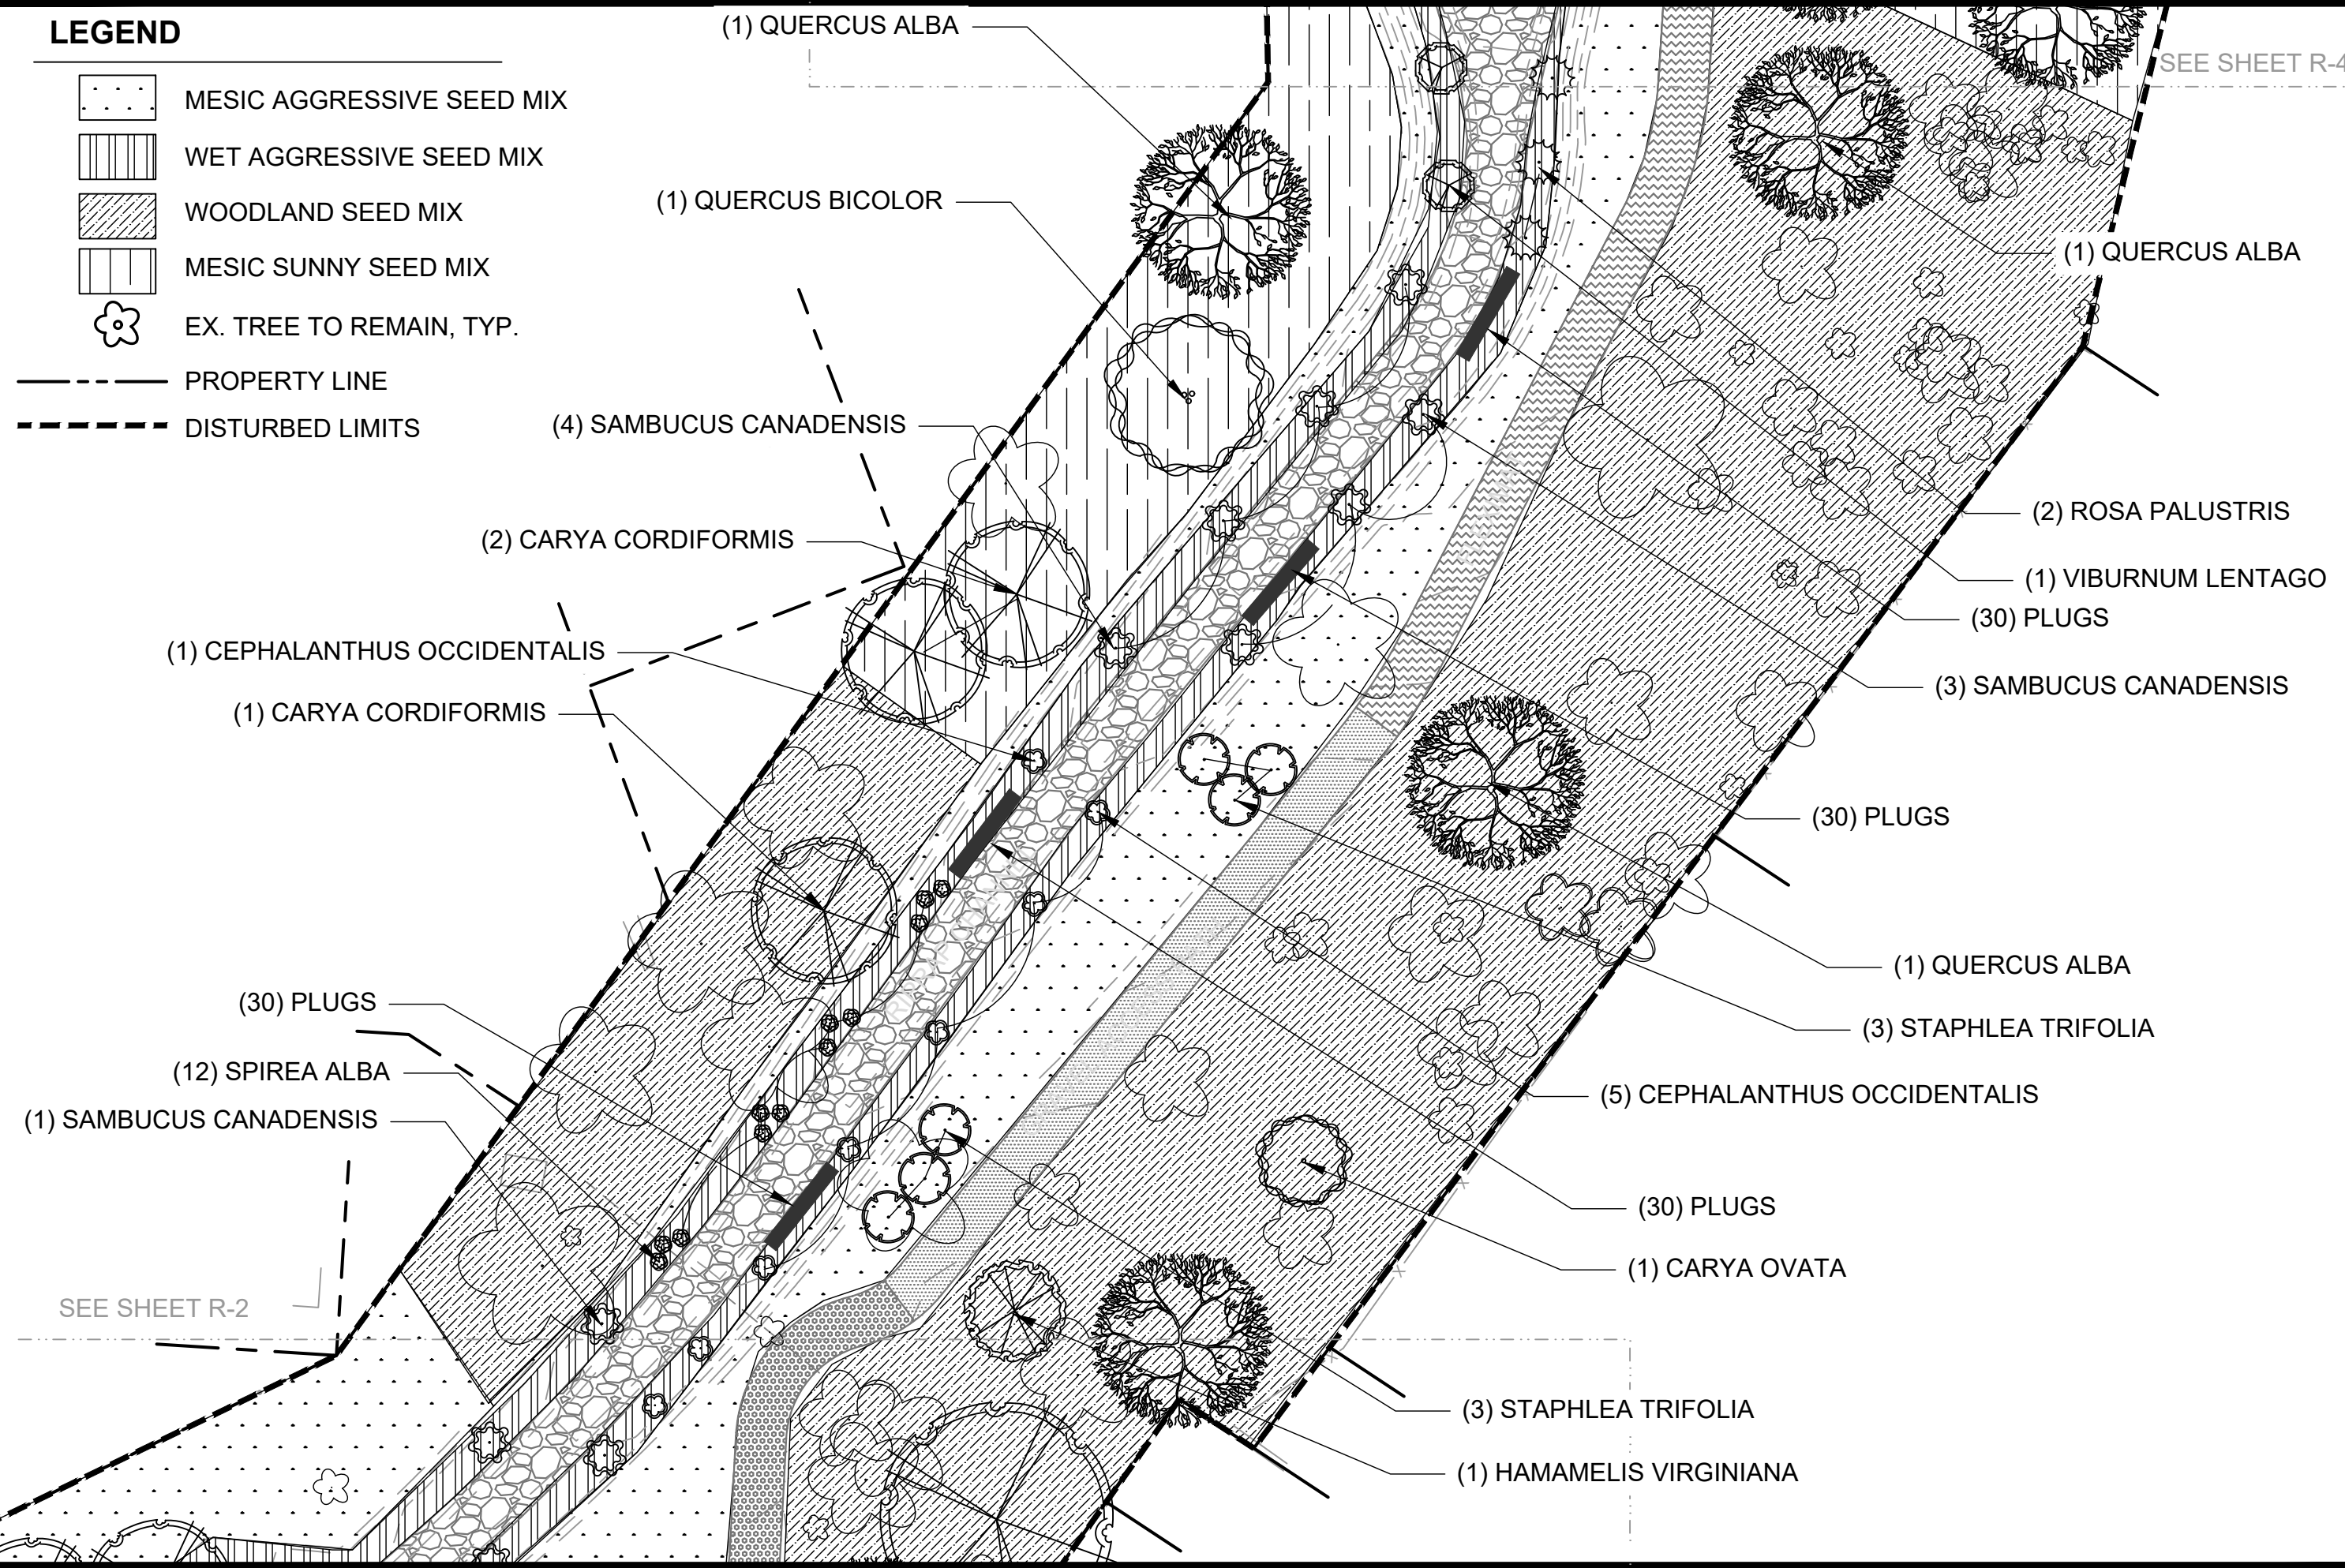 LEGEND
MESIC AGGRESSIVE SEED MIX
WET AGGRESSIVE SEED MIX
WOODLAND SEED MIX
MESIC SUNNY SEED MIX
EX. TREE TO REMAIN, TYP.
PROPERTY LINE
DISTURBED LIMITS
(1) QUERCUS ALBA
(1) QUERCUS BICOLOR
(4) SAMBUCUS CANADENSIS
(2) CARYA CORDIFORMIS
(1) CEPHALANTHUS OCCIDENTALIS
(1) CARYA CORDIFORMIS
(30) PLUGS
(12) SPIREA ALBA
(1) SAMBUCUS CANADENSIS
SEE SHEET R-2
SEE SHEET R-4
(1) QUERCUS ALBA
(2) ROSA PALUSTRIS
(1) VIBURNUM LENTAGO
(30) PLUGS
(3) SAMBUCUS CANADENSIS
(30) PLUGS
(1) QUERCUS ALBA
(3) STAPHLEA TRIFOLIA
(5) CEPHALANTHUS OCCIDENTALIS
(30) PLUGS
(1) CARYA OVATA
(3) STAPHLEA TRIFOLIA
(1) HAMAMELIS VIRGINIANA